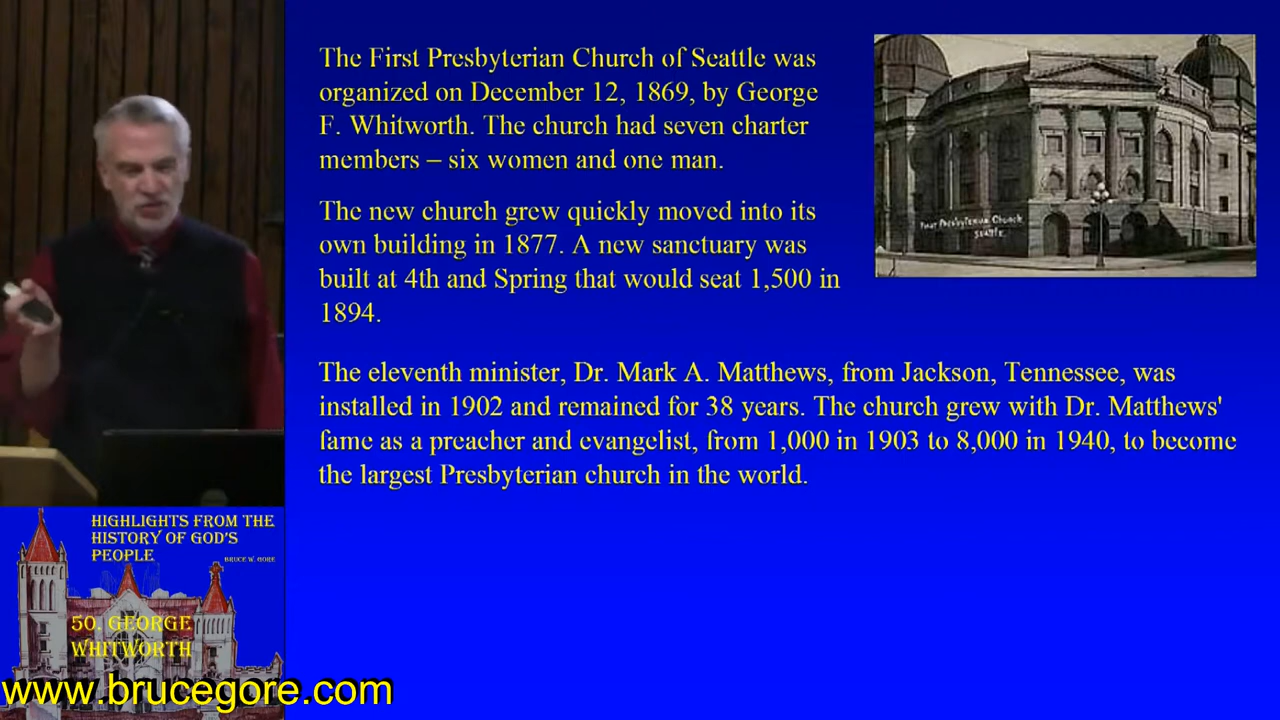 The First Presbyterian Church of Seattle was
organized on December 12, 1869, by George
F. Whitworth. The church had seven charter
members – six women and one man.
The new church grew quickly moved into its
own building in 1877. A new sanctuary was
built at 4th and Spring that would seat 1,500 in
1894.
First Presbyterian Church
Seattle.
The eleventh minister, Dr. Mark A. Matthews, from Jackson, Tennessee, was
installed in 1902 and remained for 38 years. The church grew with Dr. Matthews'
fame as a preacher and evangelist, from 1,000 in 1903 to 8,000 in 1940, to become
the largest Presbyterian church in the world.
HIGHLIGHTS FROM THE
HISTORY OF GOD'S
PEOPLE
BRUCE W. GORE
50. GEORGE
WHITWORTH
www.brucegore.com